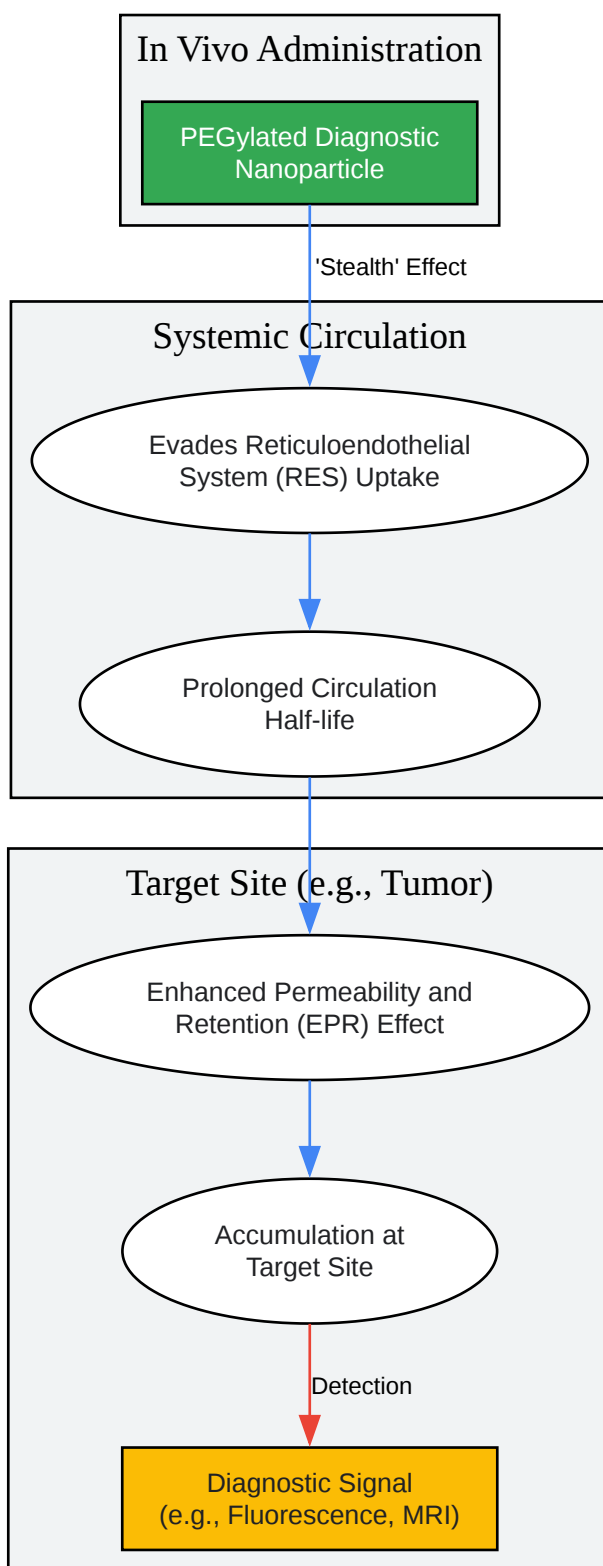 In Vivo Administration
PEGylated Diagnostic
Nanoparticle
'Stealth' Effect
Systemic Circulation
Evades Reticuloendothelial
System (RES) Uptake
Prolonged Circulation
Half-life
Target Site (e.g., Tumor)
Enhanced Permeability and
Retention (EPR) Effect
Accumulation at
Target Site
Detection
Diagnostic Signal
(e.g., Fluorescence, MRI)